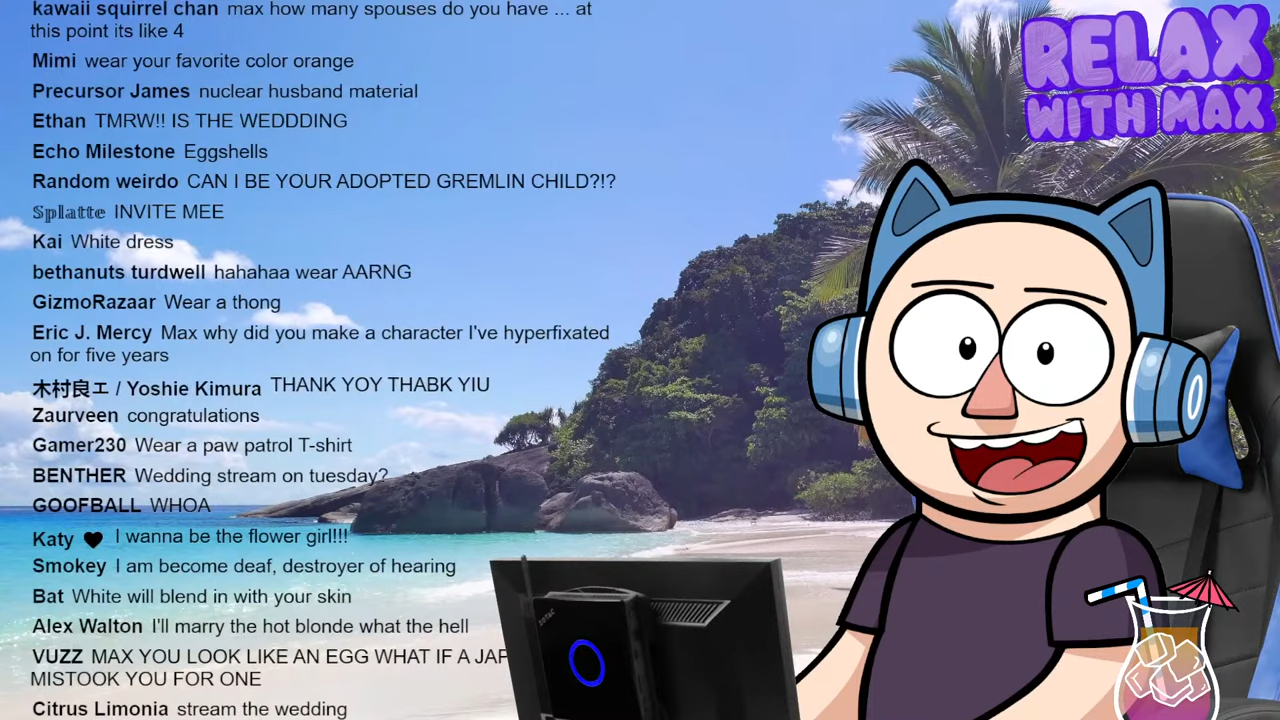 kawaii squirrel chan max how many spouses do you have ... at
this point its like 4
Mimi wear your favorite color orange
Precursor James nuclear husband material
Ethan TMRW!! IS THE WEDDDING
Echo Milestone Eggshells
Random weirdo CAN I BE YOUR ADOPTED GREMLIN CHILD?!?
𝕊𝕡𝕝𝕒𝕥𝕥𝕖 INVITE MEE
Kai White dress
bethanuts turdwell hahahaa wear AARNG
GizmoRazaar Wear a thong
Eric J. Mercy Max why did you make a character I've hyperfixated
on for five years
木村良エ / Yoshie Kimura THANK YOY THABK YIU
Zaurveen congratulations
Gamer230 Wear a paw patrol T-shirt
BENTHER Wedding stream on tuesday?
GOOFBALL WHOA
Katy ♥ I wanna be the flower girl!!!
Smokey I am become deaf, destroyer of hearing
Bat White will blend in with your skin
Alex Walton I'll marry the hot blonde what the hell
VUZZ MAX YOU LOOK LIKE AN EGG WHAT IF A JAP
MISTOOK YOU FOR ONE
Citrus Limonia stream the wedding
RELAX
WITH MAX
ZOTAC